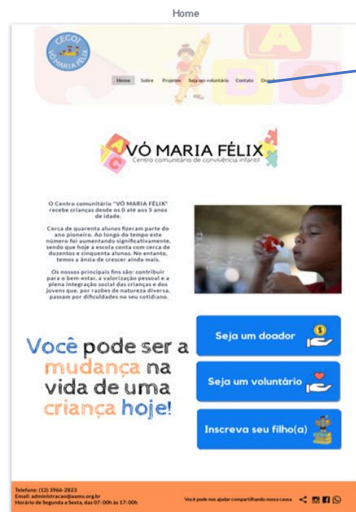 Home
CECOI
VÓ MARIA FÉLIX
Home Sobre Projetos Seja um voluntário Contato
VÓ MARIA FÉLIX
Centro comunitário de convivência infantil
O Centro comunitário "VÓ MARIA FÉLIX"
recebe crianças desde os 0 até aos 5 anos
de idade.
Cerca de quarenta alunos fizeram parte do
ano pioneiro. Ao longo do tempo este
número foi aumentando significativamente,
sendo que hoje a escola conta com cerca de
duzentos e cinquenta alunos. No entanto,
temos a ânsia de crescer ainda mais.
Os nossos principais fins são: contribuir
para o bem-estar, a valorização pessoal e a
plena integração social das crianças e dos
jovens que, por razões de natureza diversa,
passam por dificuldades no seu cotidiano.
Você pode ser a
mudança na
vida de uma
criança hoje!
Seja um doador
Seja um voluntário
Inscreva seu filho(a)
Telefone: (12) 3966-2823
Email: administracao@aamu.org.br
Horário de Segunda a Sexta, das 07:00h às 17:00h
Você pode nos ajudar compartilhando nossa causa